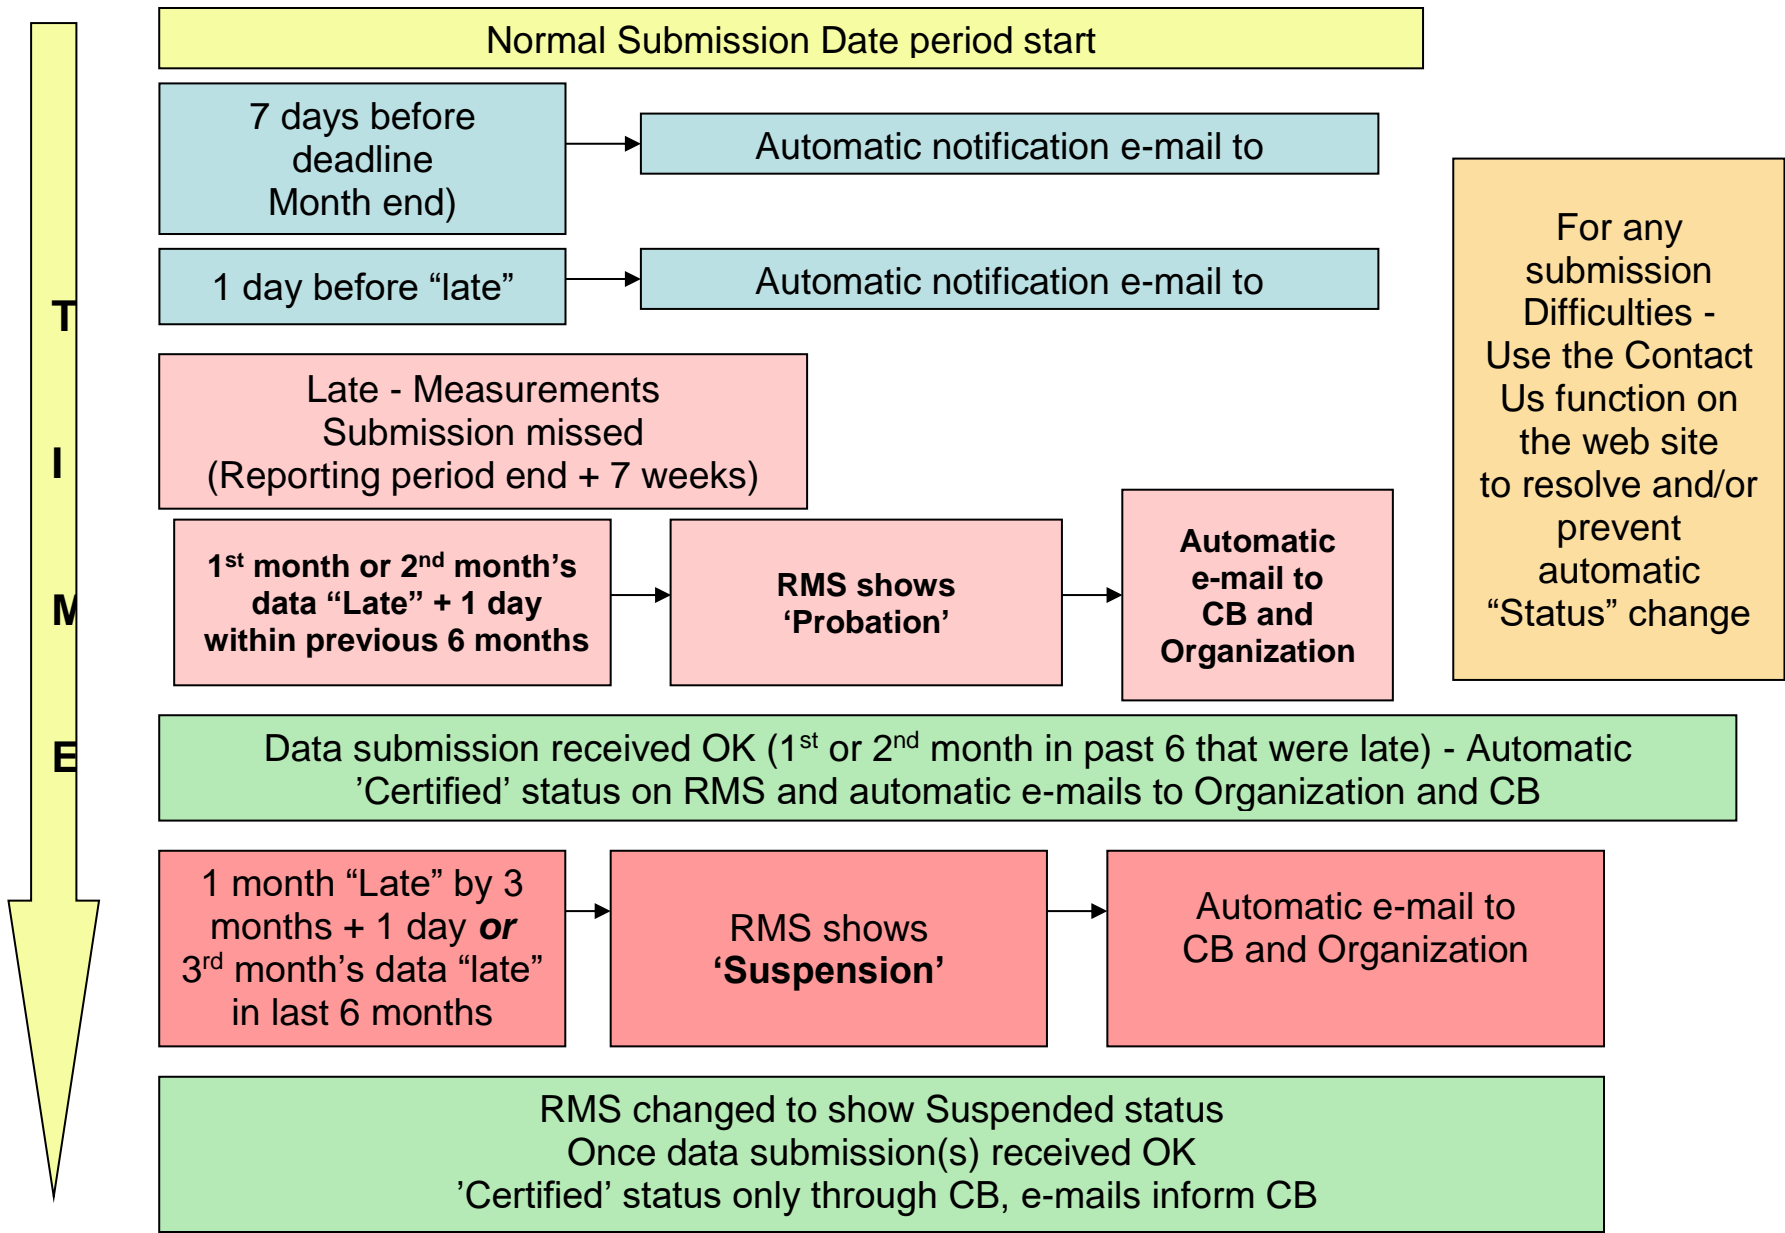 Normal Submission Date period start
7 days before
deadline
Month end)
Automatic notification e-mail to
1 day before “late”
Automatic notification e-mail to
For any
submission
Difficulties -
Use the Contact
Us function on
the web site
to resolve and/or
prevent
automatic
“Status” change
T
I
M
E
Late - Measurements
Submission missed
(Reporting period end + 7 weeks)
1st month or 2nd month’s
data “Late” + 1 day
within previous 6 months
RMS shows
‘Probation’
Automatic
e-mail to
CB and
Organization
Data submission received OK (1st or 2nd month in past 6 that were late) - Automatic
’Certified’ status on RMS and automatic e-mails to Organization and CB
1 month “Late” by 3
months + 1 day or
3rd month’s data “late”
in last 6 months
RMS shows
‘Suspension’
Automatic e-mail to
CB and Organization
RMS changed to show Suspended status
Once data submission(s) received OK
’Certified’ status only through CB, e-mails inform CB